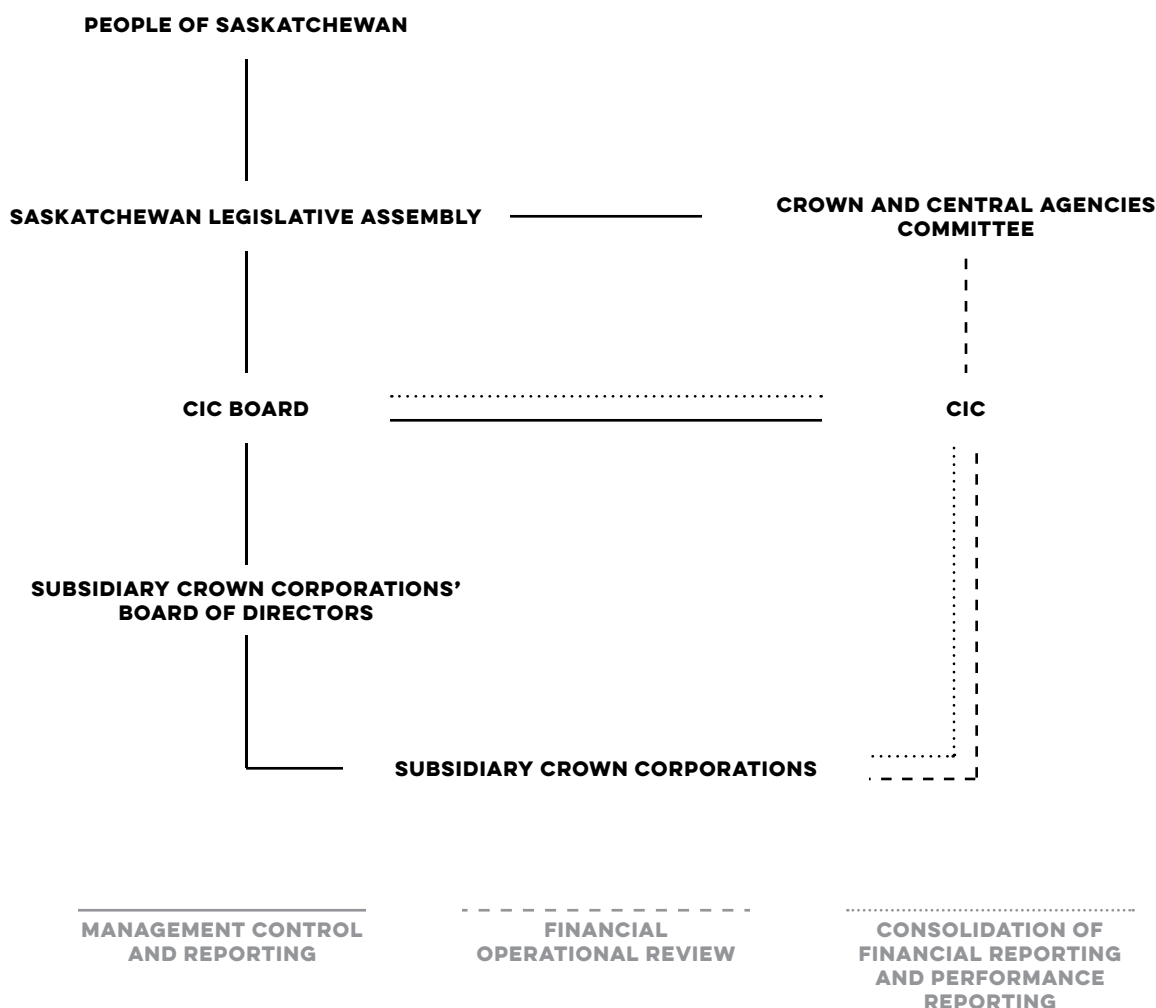 PEOPLE OF SASKATCHEWAN
SASKATCHEWAN LEGISLATIVE ASSEMBLY
CROWN AND CENTRAL AGENCIES
COMMITTEE
CIC BOARD
CIC
SUBSIDIARY CROWN CORPORATIONS'
BOARD OF DIRECTORS
SUBSIDIARY CROWN CORPORATIONS
MANAGEMENT CONTROL
AND REPORTING
FINANCIAL
OPERATIONAL REVIEW
CONSOLIDATION OF
FINANCIAL REPORTING
AND PERFORMANCE
REPORTING